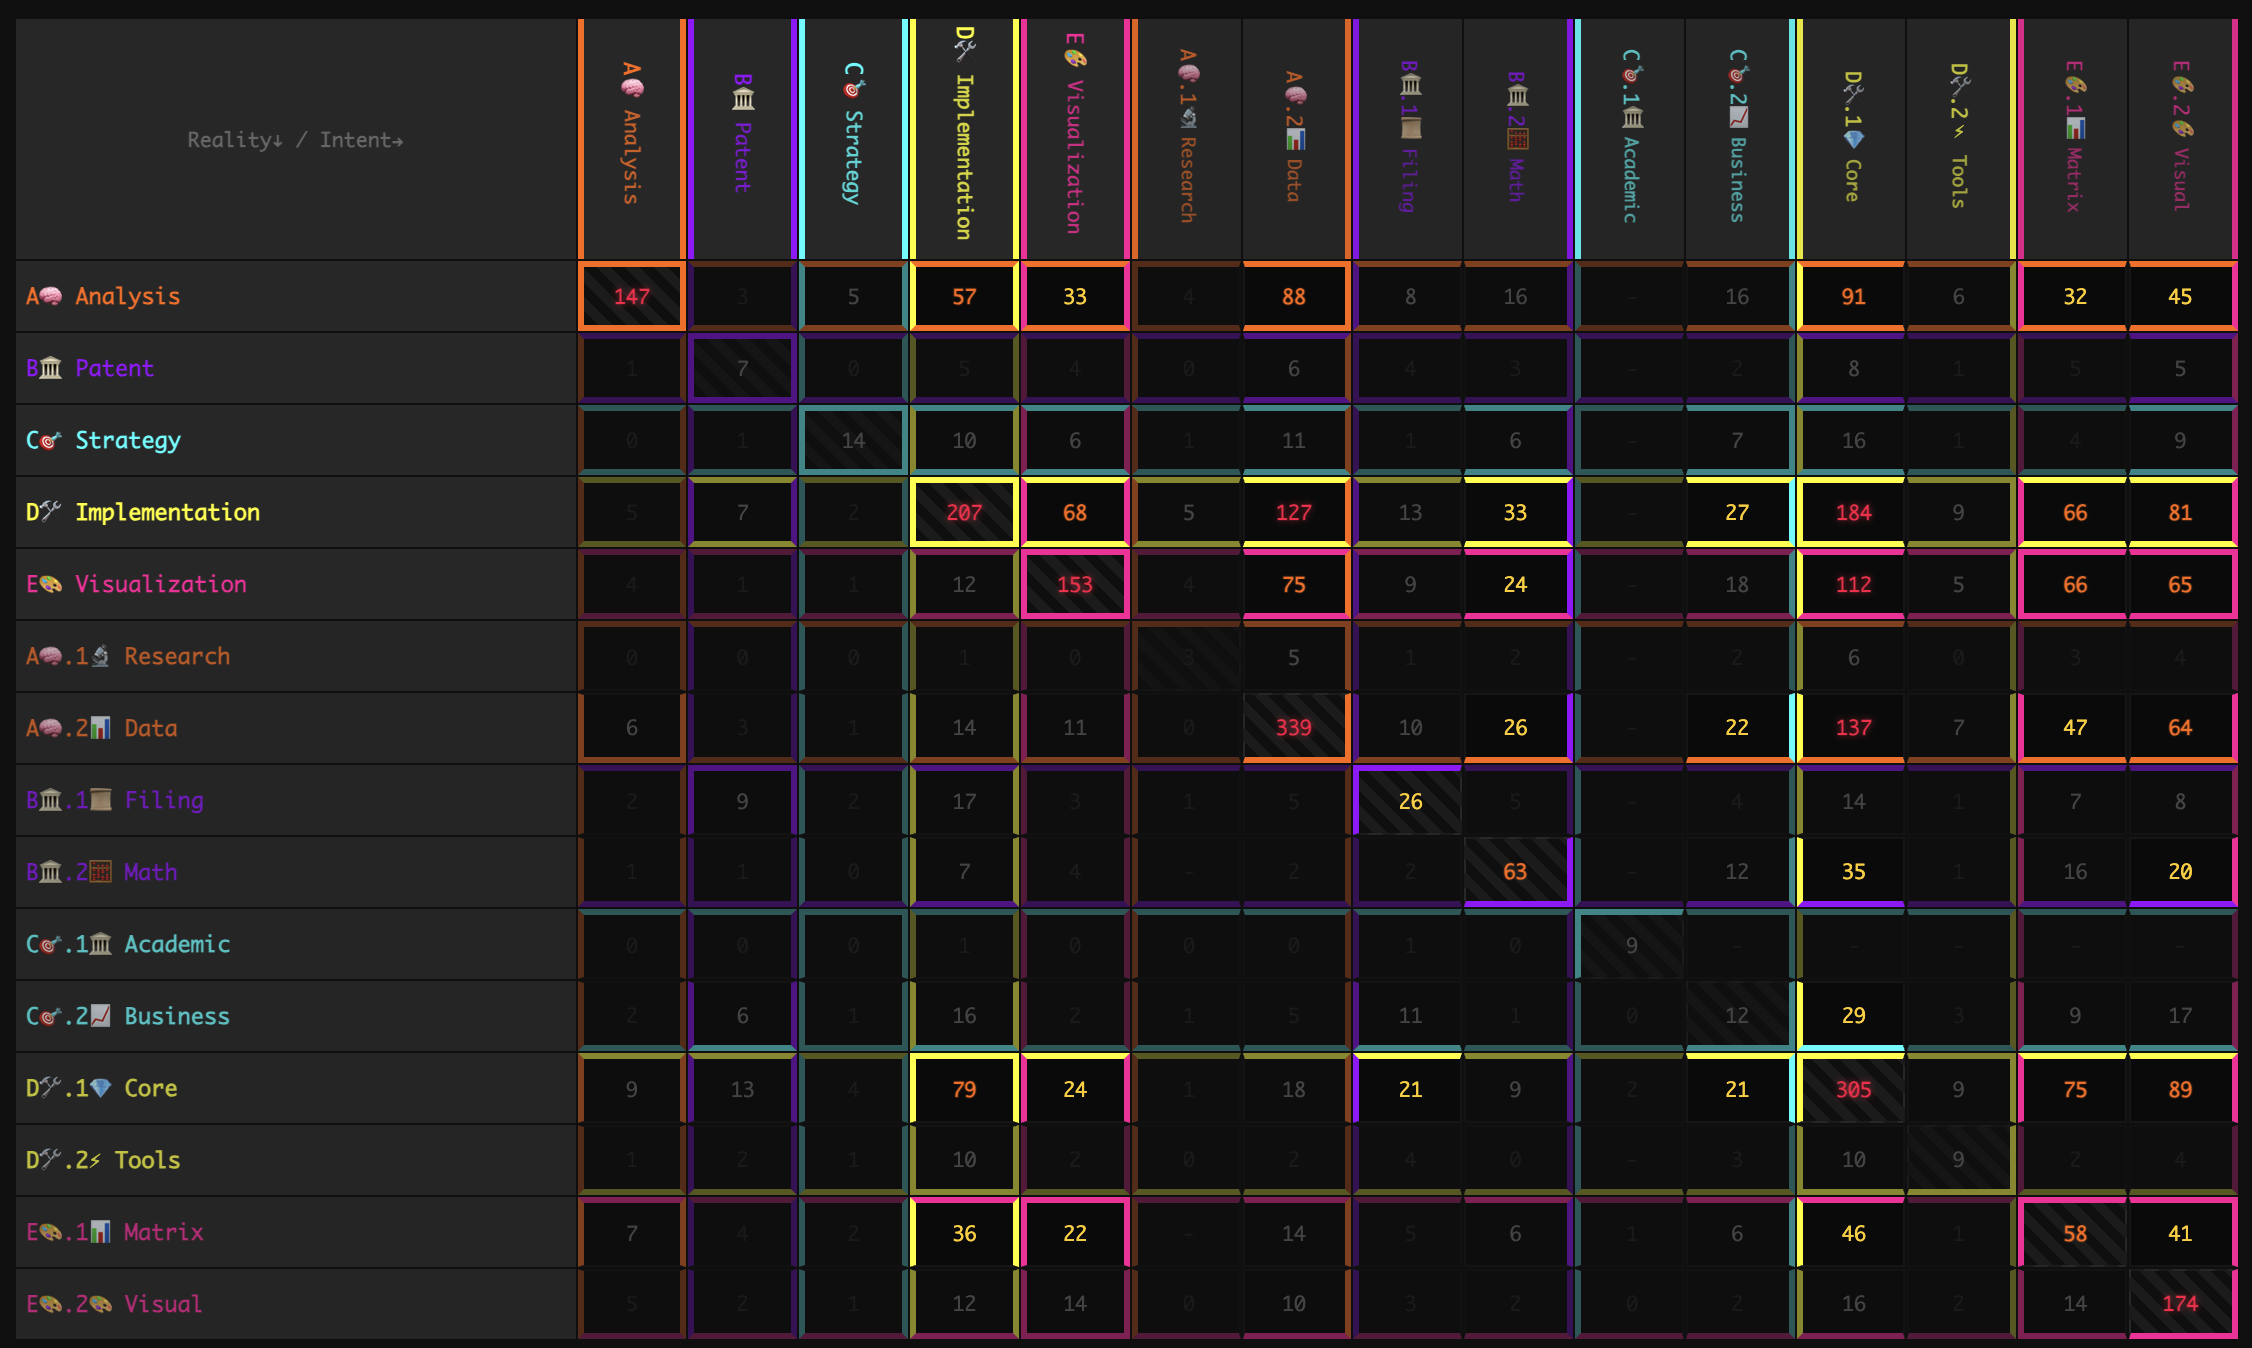 Reality↓ / Intent→ A🧠 Analysis B🏛 Patent C🎯 Strategy D🛠 Implementation E🎨 Visualization A🧠.1🔬 Research A🧠.2📊 Data B🏛.1📜 Filing B🏛.2🧮 Math C🎯.1🏛 Academic C🎯.2📈 Business D🛠.1💎 Core D🛠.2⚡ Tools E🎨.1📊 Matrix E🎨.2🎨 Visual
A🧠 Analysis 147 3 5 57 33 4 88 8 16 - 16 91 6 32 45
B🏛 Patent 1 7 0 5 4 0 6 4 3 - 2 8 1 5 5
C🎯 Strategy 0 1 14 10 6 1 11 1 6 - 7 16 1 4 9
D🛠 Implementation 5 7 2 207 68 5 127 13 33 - 27 184 9 66 81
E🎨 Visualization 4 1 1 12 153 4 75 9 24 - 18 112 5 66 65
A🧠.1🔬 Research 0 0 0 1 0 3 5 1 2 - 2 6 0 3 4
A🧠.2📊 Data 6 3 1 14 11 0 339 10 26 - 22 137 7 47 64
B🏛.1📜 Filing 2 9 2 17 3 1 5 26 5 - 4 14 1 7 8
B🏛.2🧮 Math 1 1 0 7 4 - 2 2 63 - 12 35 1 16 20
C🎯.1🏛 Academic 0 0 0 1 0 0 0 1 0 9 - - - - -
C🎯.2📈 Business 2 6 1 16 2 1 5 11 1 0 12 29 3 9 17
D🛠.1💎 Core 9 13 4 79 24 1 18 21 9 2 21 305 9 75 89
D🛠.2⚡ Tools 1 2 1 10 2 0 2 4 0 - 3 10 9 2 4
E🎨.1📊 Matrix 7 4 2 36 22 - 14 5 6 1 6 46 1 58 41
E🎨.2🎨 Visual 5 2 1 12 14 0 10 3 2 0 2 16 2 14 174